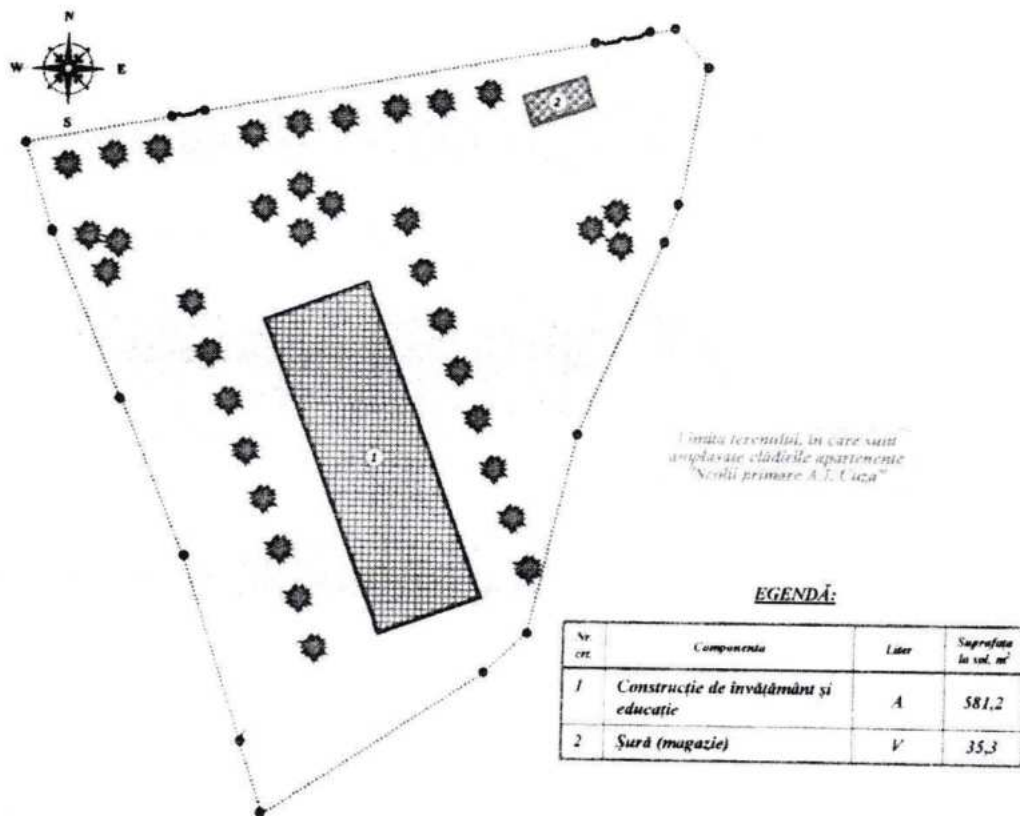 N
W E
S
2
1
Limita terenului, în care sunt
amplasate clădirile apartenente
"Școlii primare A.I. Cuza"
EGENDĂ:
Nr. crt. Componenta Liter Suprafața la sol. m²
1 Construcție de învățământ și educație A 581,2
2 Șură (magazie) V 35,3